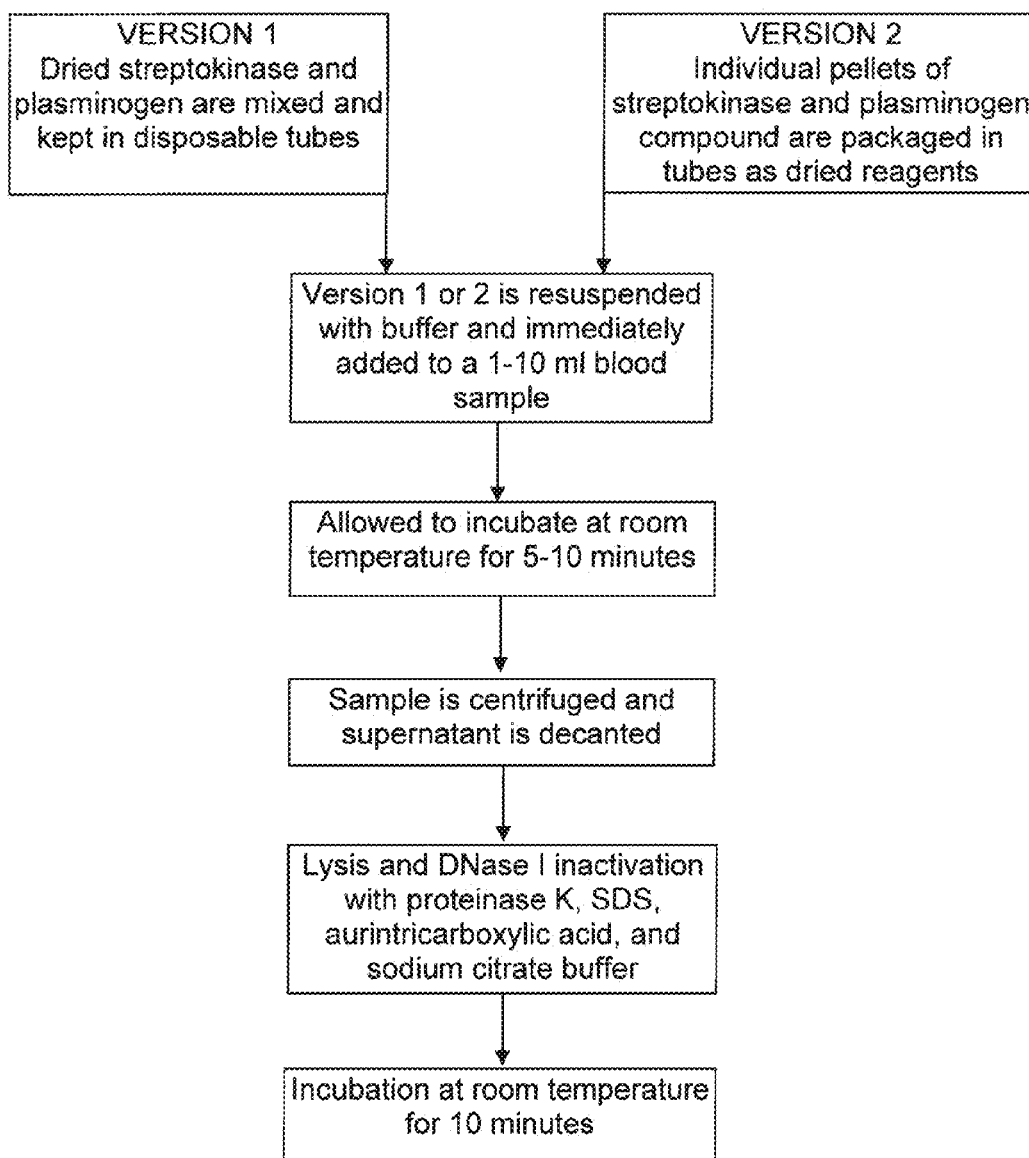 VERSION 1
Dried streptokinase and
plasminogen are mixed and
kept in disposable tubes
VERSION 2
Individual pellets of
streptokinase and plasminogen
compound are packaged in
tubes as dried reagents
Version 1 or 2 is resuspended
with buffer and immediately
added to a 1-10 ml blood
sample
Allowed to incubate at room
temperature for 5-10 minutes
Sample is centrifuged and
supernatant is decanted
Lysis and DNase I inactivation
with proteinase K, SDS,
aurintricarboxylic acid, and
sodium citrate buffer
Incubation at room temperature
for 10 minutes